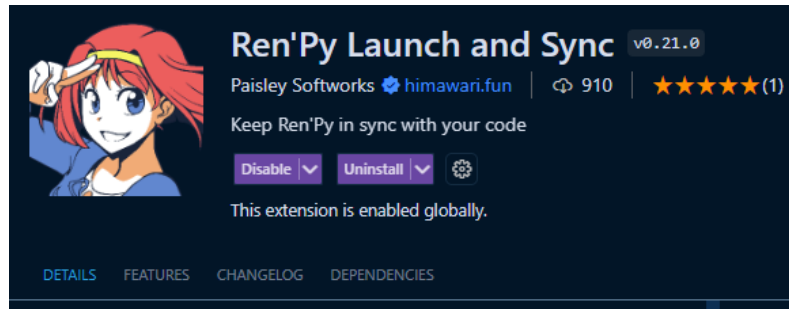 Ren'Py Launch and Sync v0.21.0
Paisley Softworks himawari.fun 910 ★★★★★(1)
Keep Ren'Py in sync with your code
Disable Uninstall
This extension is enabled globally.
DETAILS FEATURES CHANGELOG DEPENDENCIES